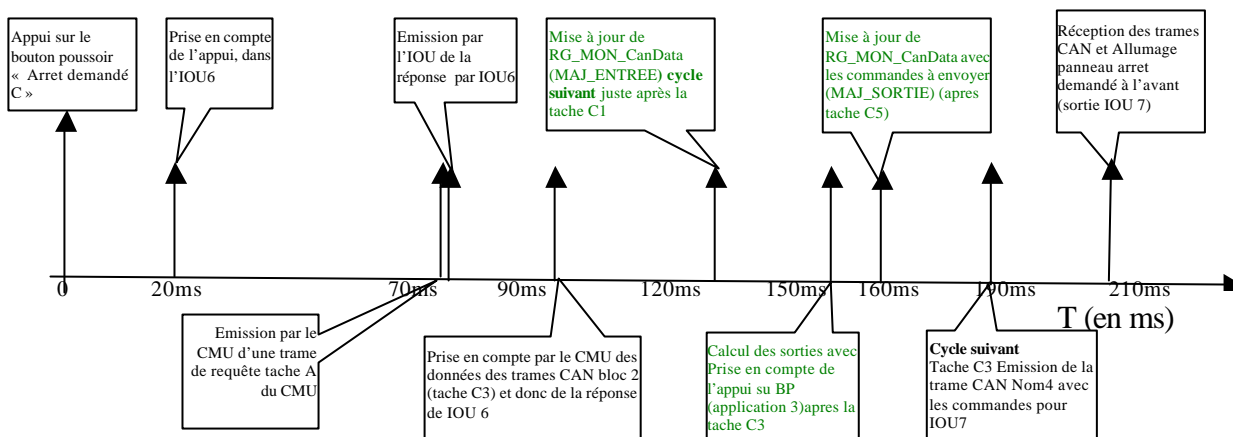 Appui sur le
bouton poussoir
« Arret demandé
C »
Prise en compte
de l'appui, dans
l'IOU6
Emission par
l'IOU de la
réponse par IOU6
Mise à jour de
RG_MON_CanData
(MAJ_ENTREE) cycle
suivant juste après la
tache C1
Mise à jour de
RG_MON_CanData avec
les commandes à envoyer
(MAJ_SORTIE) (apres
tache C5)
Réception des trames
CAN et Allumage
panneau arret
demandé à l'avant
(sortie IOU 7)
0 20ms 70ms 90ms 120ms 150ms 160ms 190ms 210ms
T (en ms)
Emission par le
CMU d'une trame
de requête tache A
du CMU
Prise en compte par le CMU des
données des trames CAN bloc 2
(tache C3) et donc de la réponse
de IOU 6
Calcul des sorties avec
Prise en compte de
l'appui su BP
(application 3)apres la
tache C3
Cycle suivant
Tache C3 Emission de la
trame CAN Nom4 avec
les commandes pour
IOU7